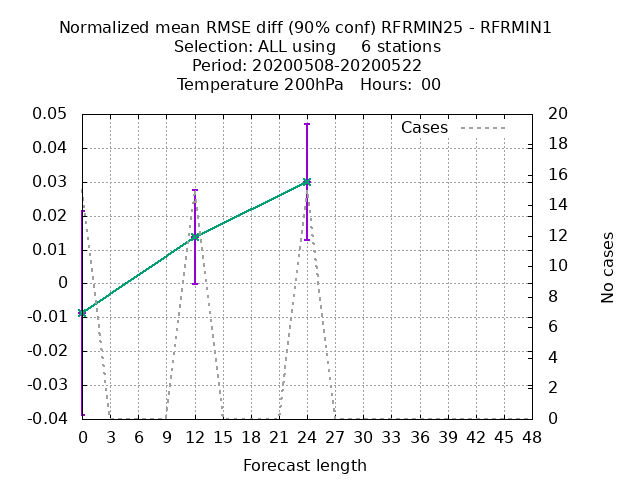 Normalized mean RMSE diff (90% conf) RFRMIN25 - RFRMIN1
Selection: ALL using     6 stations
Period: 20200508-20200522
Temperature 200hPa   Hours:  00
0.05
0.04
0.03
0.02
0.01
0
-0.01
-0.02
-0.03
-0.04
Cases
20
18
16
14
12
10
8
6
4
2
0
No cases
0 3 6 9 12 15 18 21 24 27 30 33 36 39 42 45 48
Forecast length